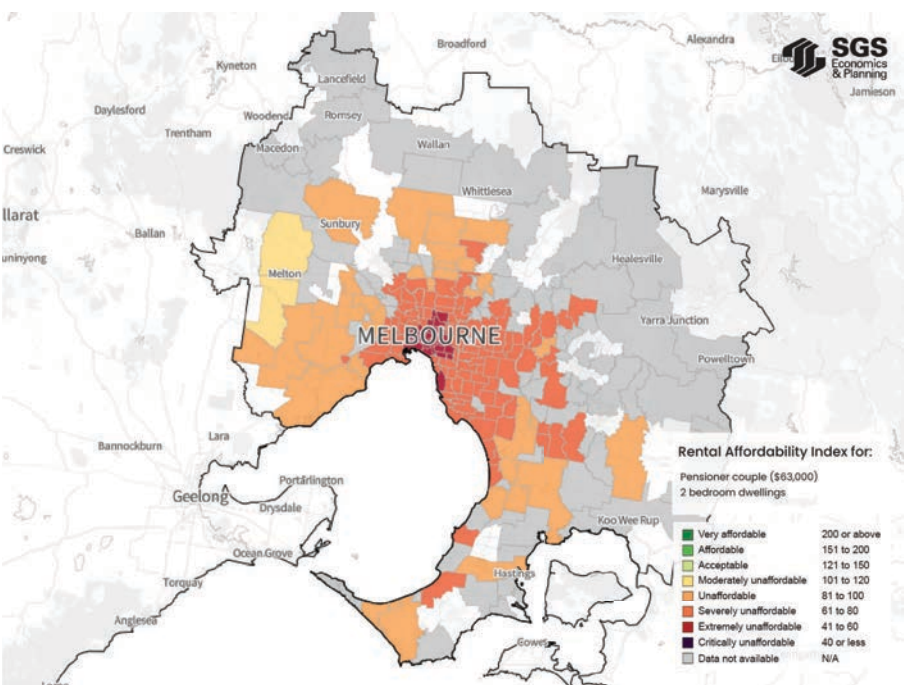 Broadford
Alexandra
SGS
Economics
& Planning
Kyneton
Jamieson
Lancefield
Daylesford
Woodend
Romsey
Trentham
Wallan
Creswick
Macedon
Whittlesea
Marysville
llarat
Sunbury
Ballan
uninyong
Healesville
Melton
MELBOURNE
Yarra Junction
Powelltown
Bannockburn
Lara
Geelong
Portarlington
Drysdale
Koo Wee Rup
Ocean Grove
Hastings
Torquay
Anglesea
Cowes
Rental Affordability Index for:
Pensioner couple ($63,000)
2 bedroom dwellings
Very affordable 200 or above
Affordable 151 to 200
Acceptable 121 to 150
Moderately unaffordable 101 to 120
Unaffordable 81 to 100
Severely unaffordable 61 to 80
Extremely unaffordable 41 to 60
Critically unaffordable 40 or less
Data not available N/A